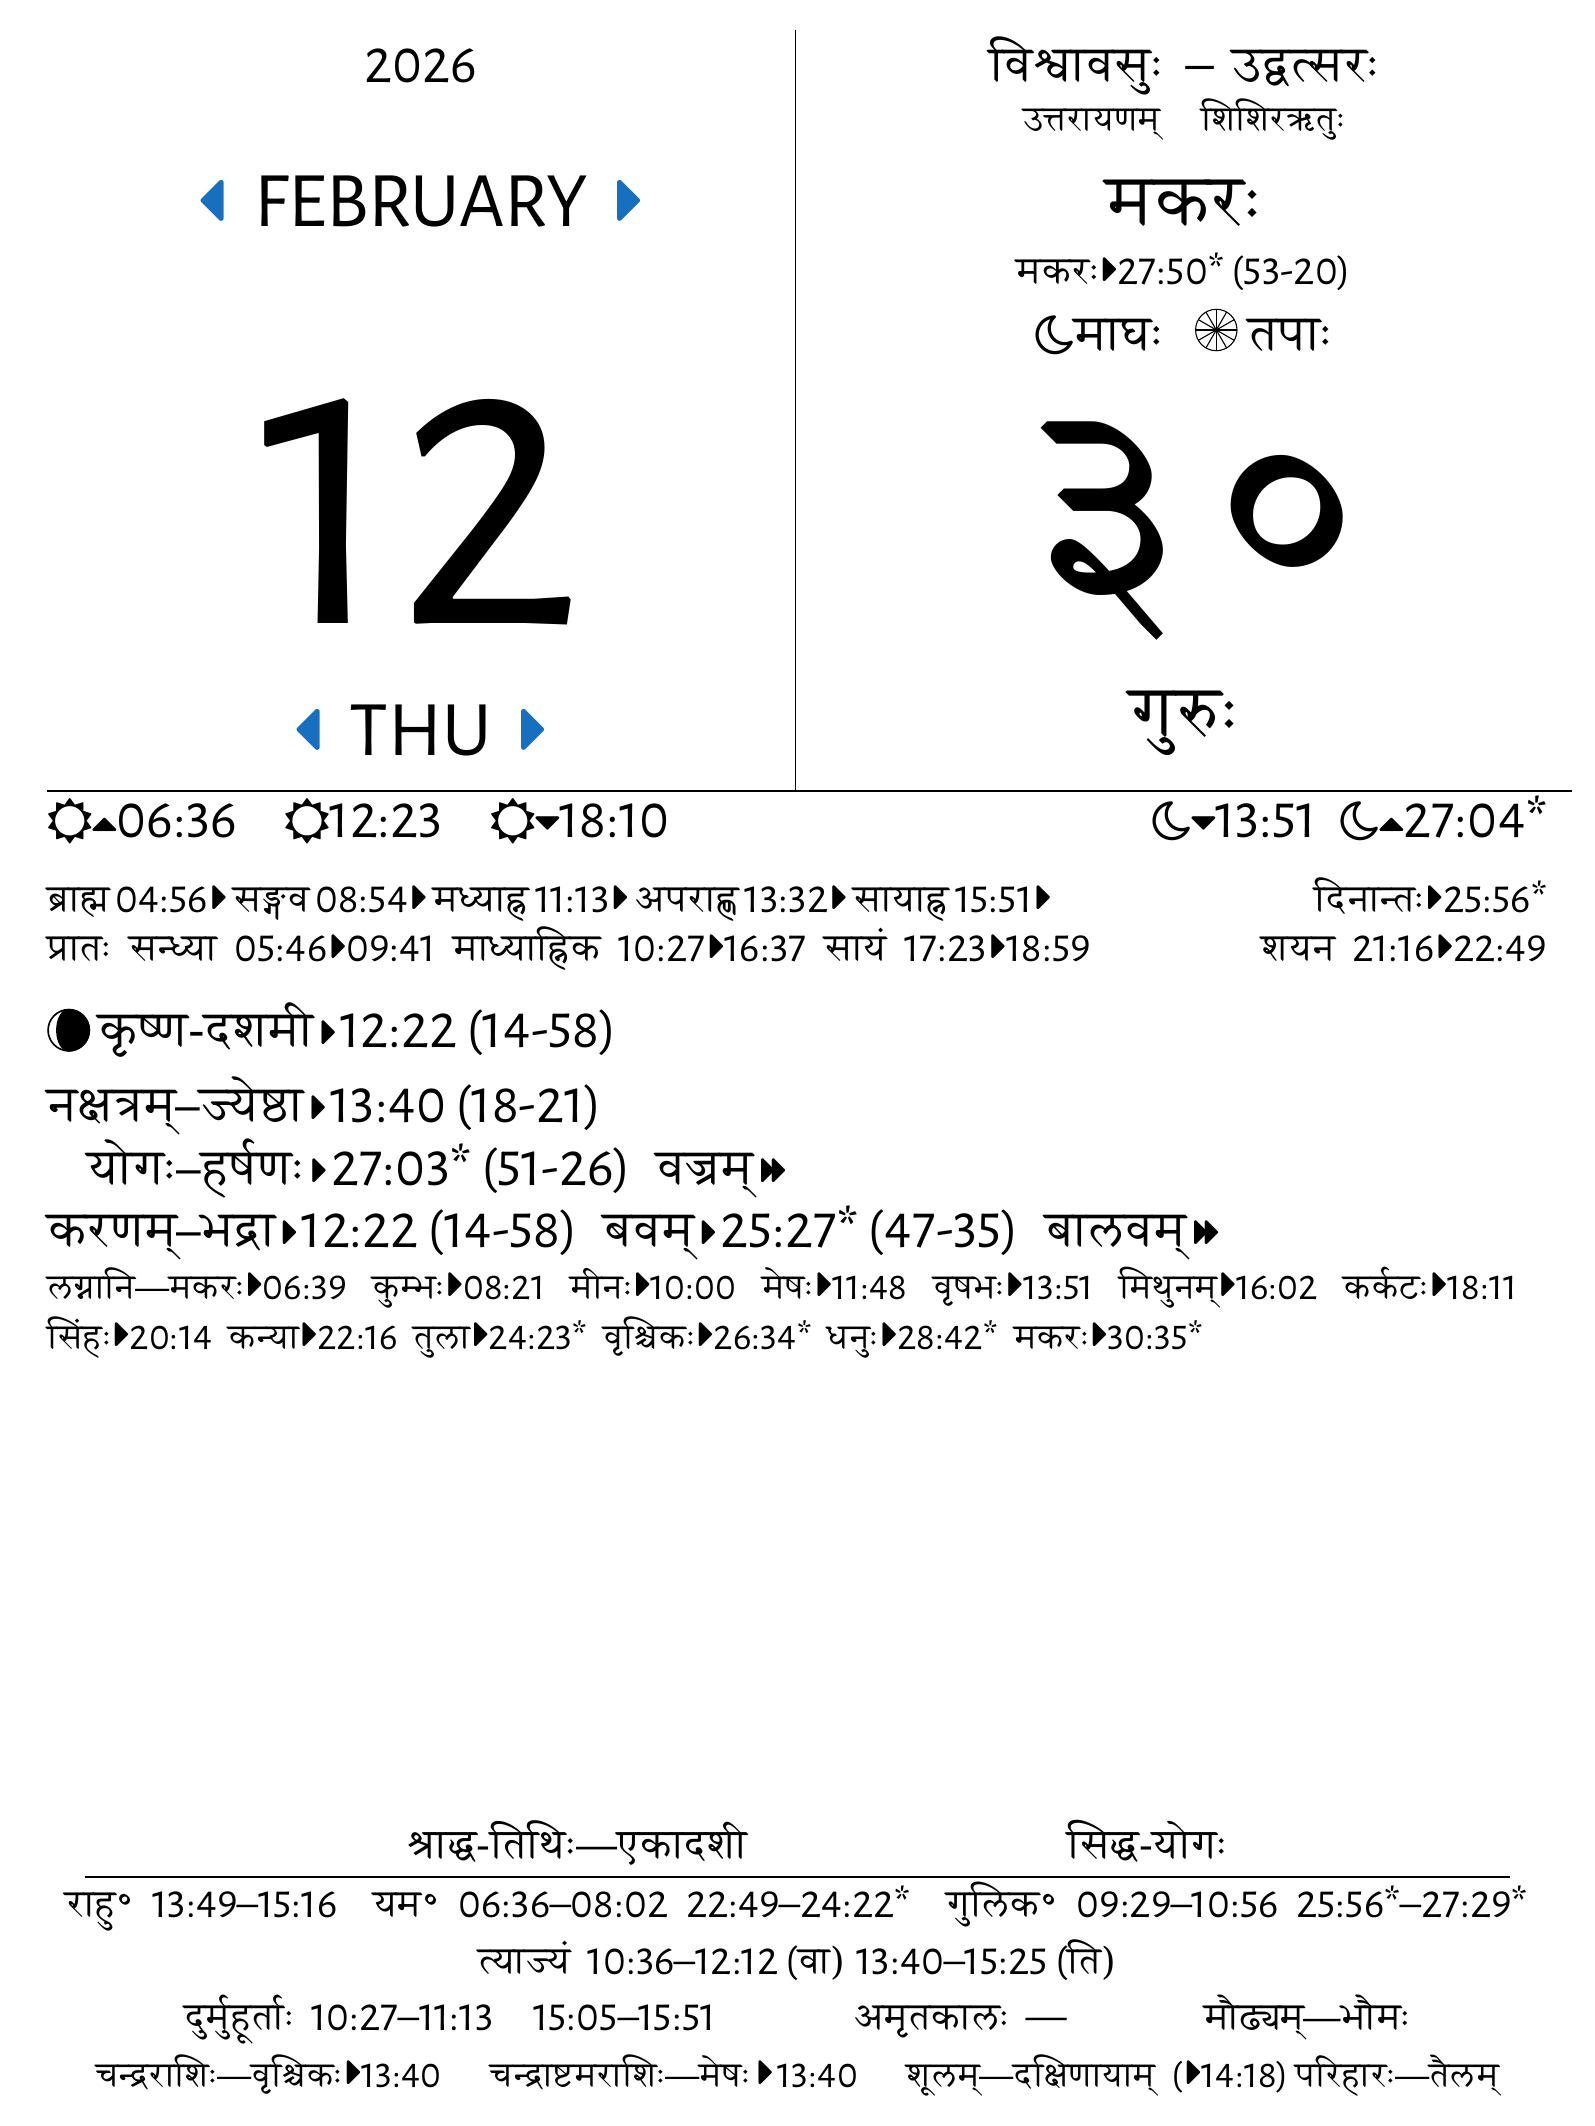 2026
FEBRUARY
12
THU
विश्वावसुः – उद्वत्सरः
उत्तरायणम् शिशिरऋतुः
मकरः
मकरः27:50* (53-20)
माघः तपाः
३०
गुरुः
06:36 12:23 18:10 13:51 27:04*
ब्राह्म 04:56 सङ्गव 08:54 मध्याह्न 11:13 अपराह्ण 13:32 सायाह्न 15:51 दिनान्तः25:56*
प्रातः सन्ध्या 05:46 09:41 माध्याह्निक 10:27 16:37 सायं 17:23 18:59 शयन 21:16 22:49
कृष्ण-दशमी 12:22 (14-58)
नक्षत्रम्–ज्येष्ठा 13:40 (18-21)
योगः–हर्षणः 27:03* (51-26) वज्रम्
करणम्–भद्रा 12:22 (14-58) बवम् 25:27* (47-35) बालवम्
लग्नानि—मकरः 06:39 कुम्भः 08:21 मीनः 10:00 मेषः 11:48 वृषभः 13:51 मिथुनम् 16:02 कर्कटः 18:11
सिंहः 20:14 कन्या 22:16 तुला 24:23* वृश्चिकः 26:34* धनुः 28:42* मकरः 30:35*
श्राद्ध-तिथिः—एकादशी सिद्ध-योगः
राहु॰ 13:49–15:16 यम॰ 06:36–08:02 22:49–24:22* गुलिक॰ 09:29–10:56 25:56*–27:29*
त्याज्यं 10:36–12:12 (वा) 13:40–15:25 (ति)
दुर्मुहूर्ताः 10:27–11:13 15:05–15:51 अमृतकालः — मौढ्यम्—भौमः
चन्द्रराशिः—वृश्चिकः 13:40 चन्द्राष्टमराशिः—मेषः 13:40 शूलम्—दक्षिणायाम् (14:18) परिहारः—तैलम्